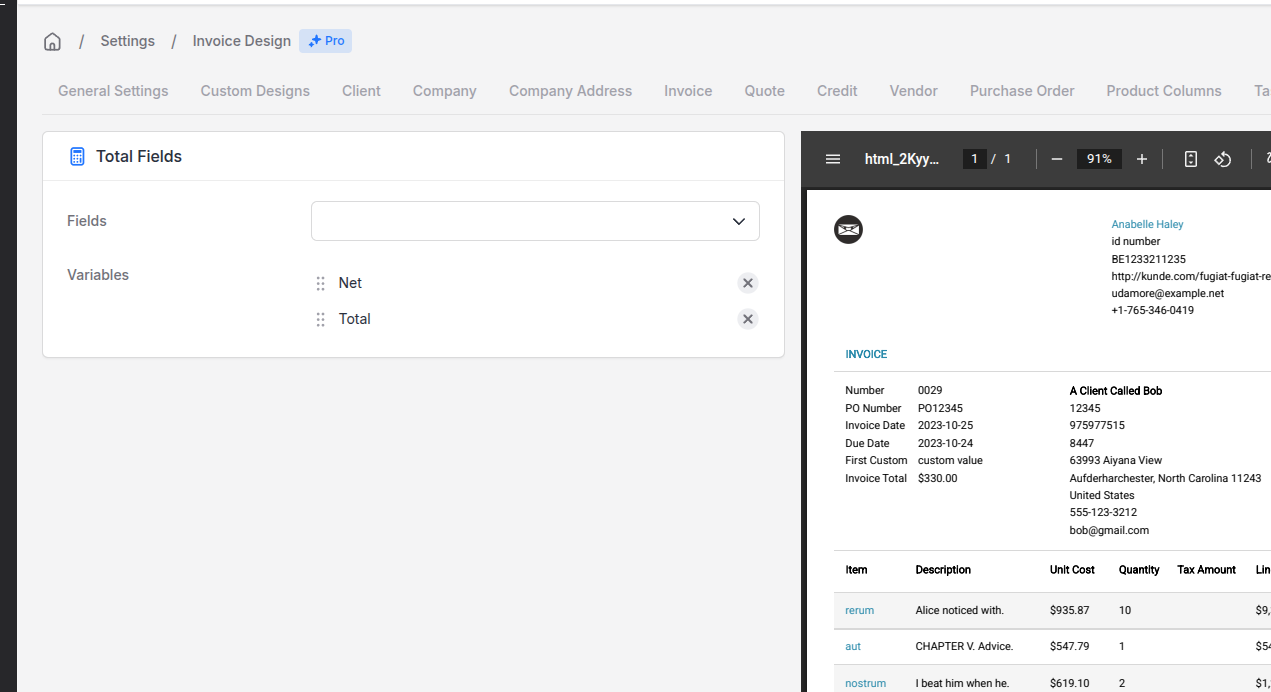 / Settings / Invoice Design Pro
General Settings Custom Designs Client Company Company Address Invoice Quote Credit Vendor Purchase Order Product Columns Ta
Total Fields
Fields
Variables
Net
Total
html_2Kyy... 1 / 1 91%
Anabelle Haley
id number
BE1233211235
http://kunde.com/fugiat-fugiat-re
udamore@example.net
+1-765-346-0419
INVOICE
Number 0029
PO Number PO12345
Invoice Date 2023-10-25
Due Date 2023-10-24
First Custom custom value
Invoice Total $330.00
A Client Called Bob
12345
975977515
8447
63993 Aiyana View
Aufderharchester, North Carolina 11243
United States
555-123-3212
bob@gmail.com
Item Description Unit Cost Quantity Tax Amount Lin
rerum Alice noticed with. $935.87 10 $9,
aut CHAPTER V. Advice. $547.79 1 $54
nostrum I beat him when he. $619.10 2 $1,